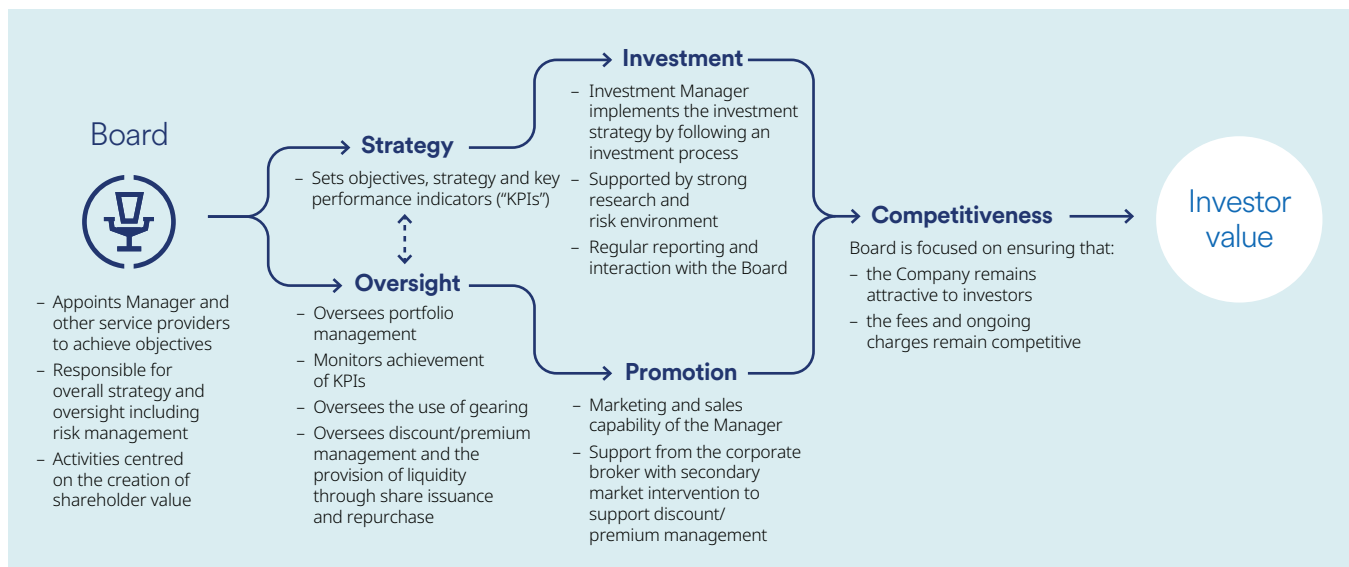 Board
– Appoints Manager and
other service providers
to achieve objectives
– Responsible for
overall strategy and
oversight including
risk management
– Activities centred
on the creation of
shareholder value
Strategy
– Sets objectives, strategy and key
performance indicators (“KPIs”)
Oversight
– Oversees portfolio
management
– Monitors achievement
of KPIs
– Oversees the use of gearing
– Oversees discount/premium
management and the
provision of liquidity
through share issuance
and repurchase
Investment
– Investment Manager
implements the investment
strategy by following an
investment process
– Supported by strong
research and
risk environment
– Regular reporting and
interaction with the Board
Promotion
– Marketing and sales
capability of the Manager
– Support from the corporate
broker with secondary
market intervention to
support discount/
premium management
Competitiveness
Board is focused on ensuring that:
– the Company remains
attractive to investors
– the fees and ongoing
charges remain competitive
Investor
value